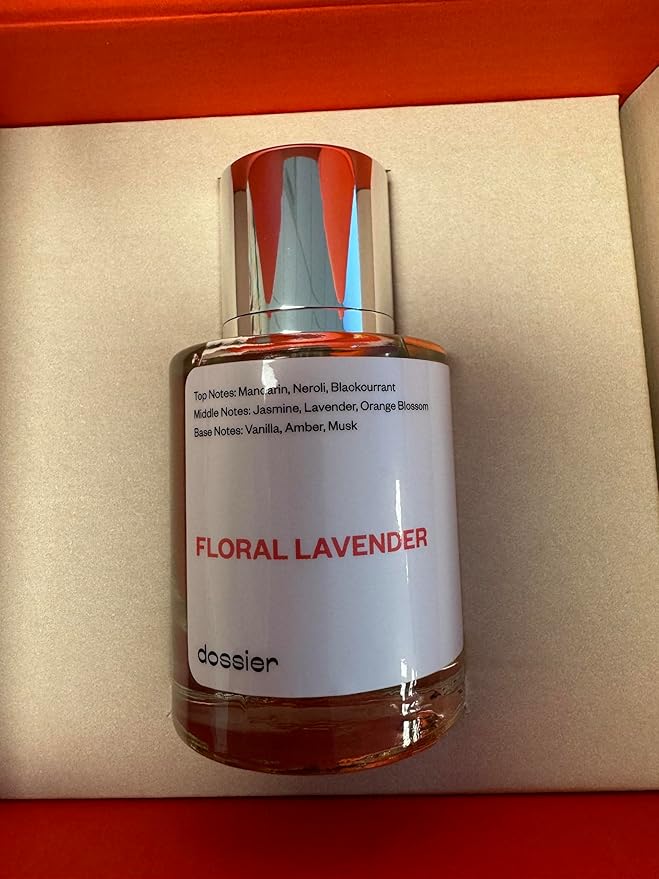 Top Notes: Mandarin, Neroli, Blackcurrant
Middle Notes: Jasmine, Lavender, Orange Blossom
Base Notes: Vanilla, Amber, Musk
FLORAL LAVENDER
dossier